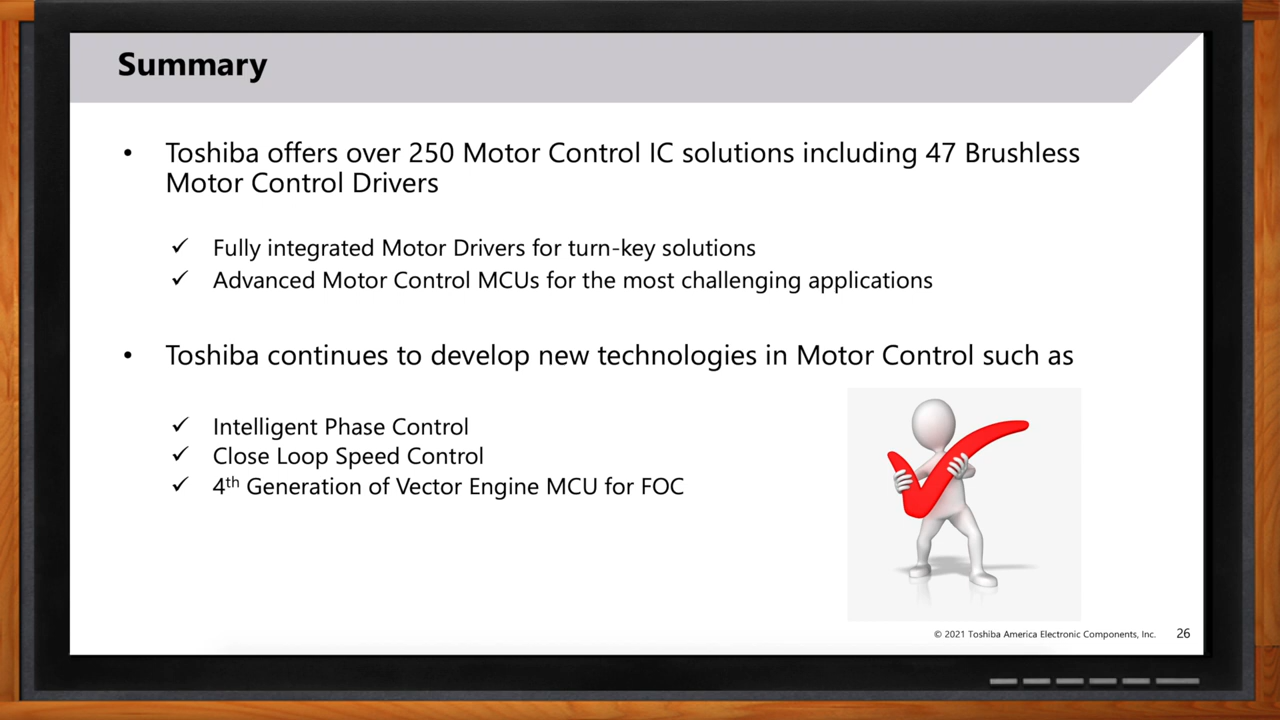 Summary
• Toshiba offers over 250 Motor Control IC solutions including 47 Brushless
Motor Control Drivers
✓ Fully integrated Motor Drivers for turn-key solutions
✓ Advanced Motor Control MCUs for the most challenging applications
• Toshiba continues to develop new technologies in Motor Control such as
✓ Intelligent Phase Control
✓ Close Loop Speed Control
✓ 4th Generation of Vector Engine MCU for FOC
© 2021 Toshiba America Electronic Components, Inc. 26